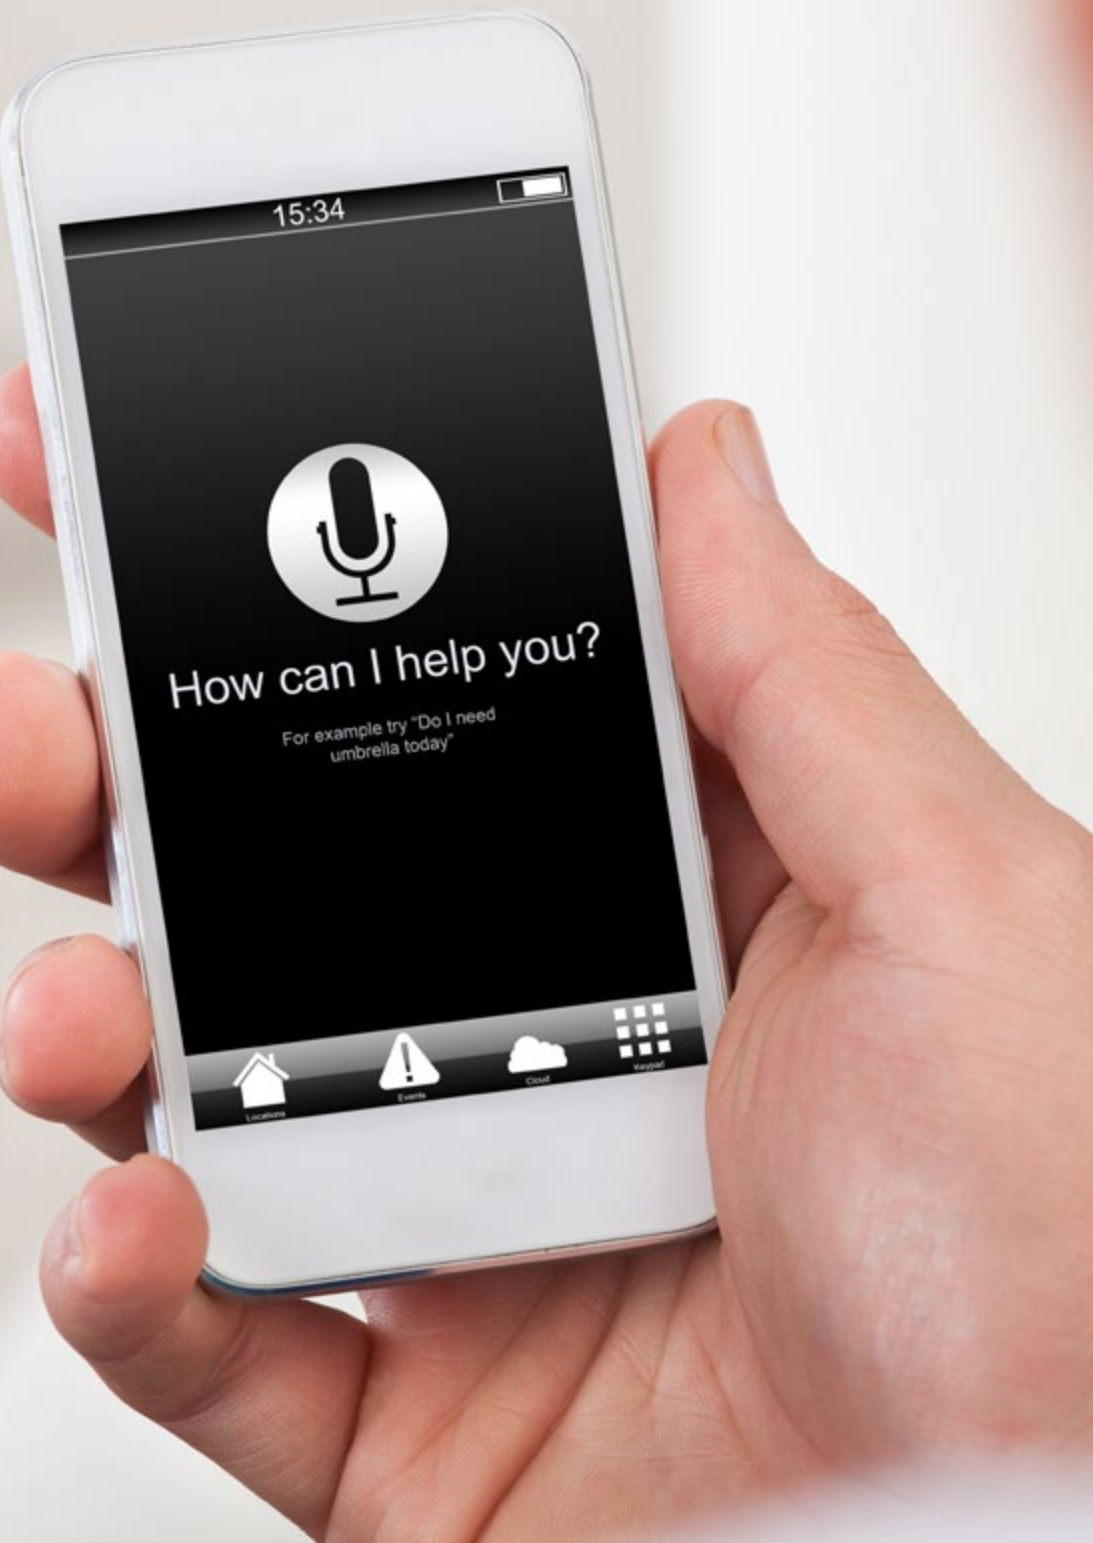 15:34
How can I help you?
For example try "Do I need
umbrella today"
Locations
Events
Cloud
Keypad